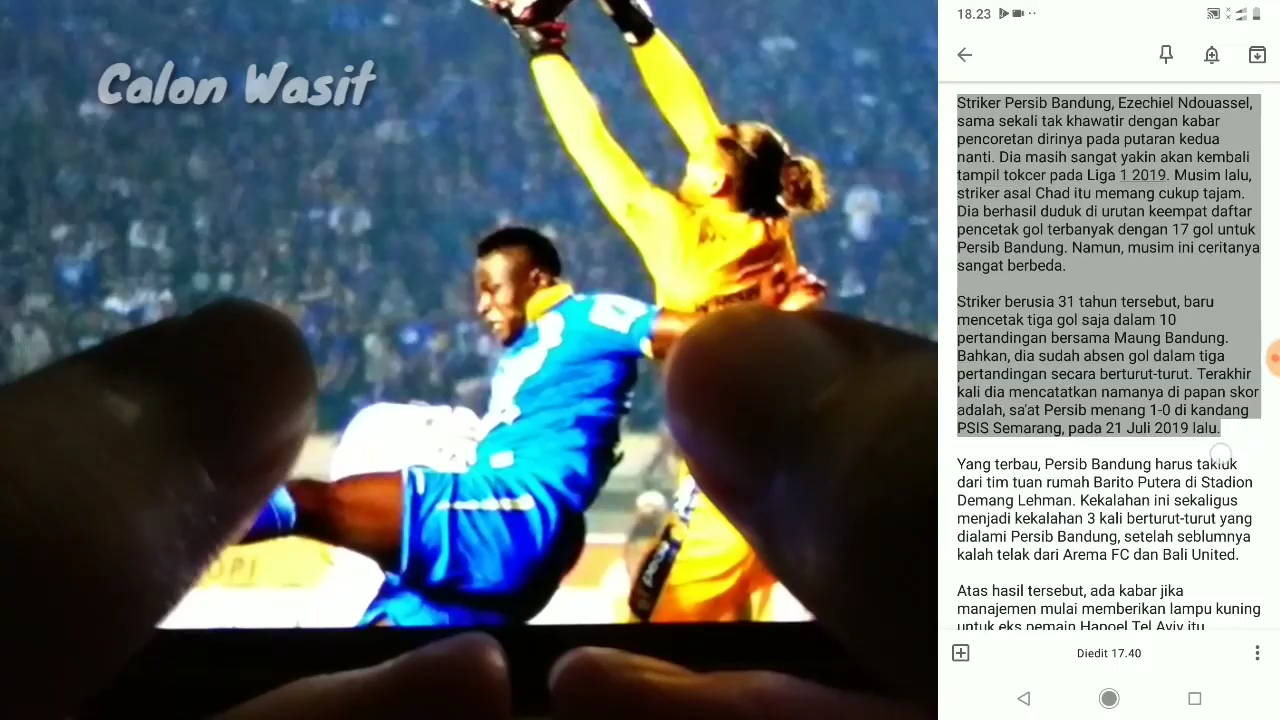 Calon Wasit
18.23
Striker Persib Bandung, Ezechiel Ndouassel,
sama sekali tak khawatir dengan kabar
pencoretan dirinya pada putaran kedua
nanti. Dia masih sangat yakin akan kembali
tampil tokcer pada Liga 1 2019. Musim lalu,
striker asal Chad itu memang cukup tajam.
Dia berhasil duduk di urutan keempat daftar
pencetak gol terbanyak dengan 17 gol untuk
Persib Bandung. Namun, musim ini ceritanya
sangat berbeda.
Striker berusia 31 tahun tersebut, baru
mencetak tiga gol saja dalam 10
pertandingan bersama Maung Bandung.
Bahkan, dia sudah absen gol dalam tiga
pertandingan secara berturut-turut. Terakhir
kali dia mencatatkan namanya di papan skor
adalah, sa'at Persib menang 1-0 di kandang
PSIS Semarang, pada 21 Juli 2019 lalu.
Yang terbau, Persib Bandung harus takluk
dari tim tuan rumah Barito Putera di Stadion
Demang Lehman. Kekalahan ini sekaligus
menjadi kekalahan 3 kali berturut-turut yang
dialami Persib Bandung, setelah seblumnya
kalah telak dari Arema FC dan Bali United.
Atas hasil tersebut, ada kabar jika
manajemen mulai memberikan lampu kuning
untuk eks pemain Hapoel Tel Aviv itu
Diedit 17.40